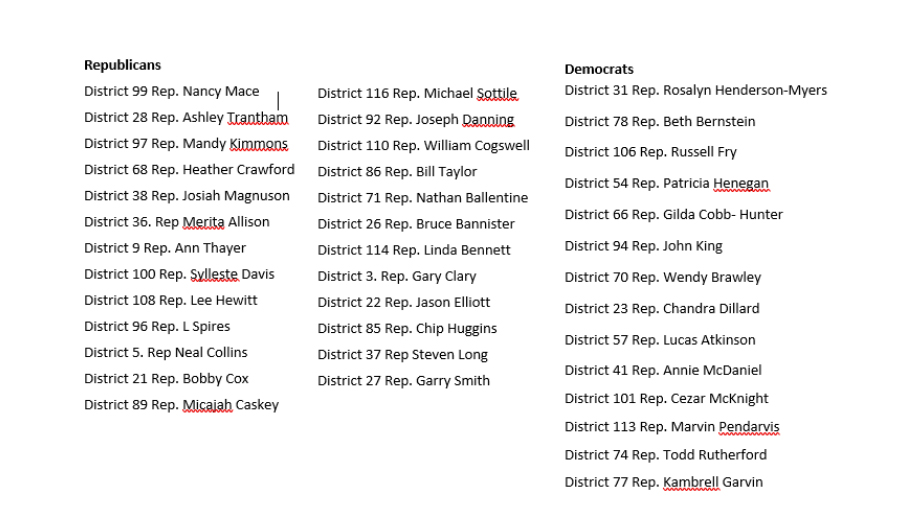 Republicans
District 99 Rep. Nancy Mace
District 28 Rep. Ashley Trantham
District 97 Rep. Mandy Kimmons
District 68 Rep. Heather Crawford
District 38 Rep. Josiah Magnuson
District 36. Rep Merita Allison
District 9 Rep. Ann Thayer
District 100 Rep. Sylleste Davis
District 108 Rep. Lee Hewitt
District 96 Rep. L Spires
District 5. Rep Neal Collins
District 21 Rep. Bobby Cox
District 89 Rep. Micajah Caskey
District 116 Rep. Michael Sottile
District 92 Rep. Joseph Danning
District 110 Rep. William Cogswell
District 86 Rep. Bill Taylor
District 71 Rep. Nathan Ballentine
District 26 Rep. Bruce Bannister
District 114 Rep. Linda Bennett
District 3. Rep. Gary Clary
District 22 Rep. Jason Elliott
District 85 Rep. Chip Huggins
District 37 Rep Steven Long
District 27 Rep. Garry Smith
Democrats
District 31 Rep. Rosalyn Henderson-Myers
District 78 Rep. Beth Bernstein
District 106 Rep. Russell Fry
District 54 Rep. Patricia Henegan
District 66 Rep. Gilda Cobb- Hunter
District 94 Rep. John King
District 70 Rep. Wendy Brawley
District 23 Rep. Chandra Dillard
District 57 Rep. Lucas Atkinson
District 41 Rep. Annie McDaniel
District 101 Rep. Cezar McKnight
District 113 Rep. Marvin Pendarvis
District 74 Rep. Todd Rutherford
District 77 Rep. Kambrell Garvin